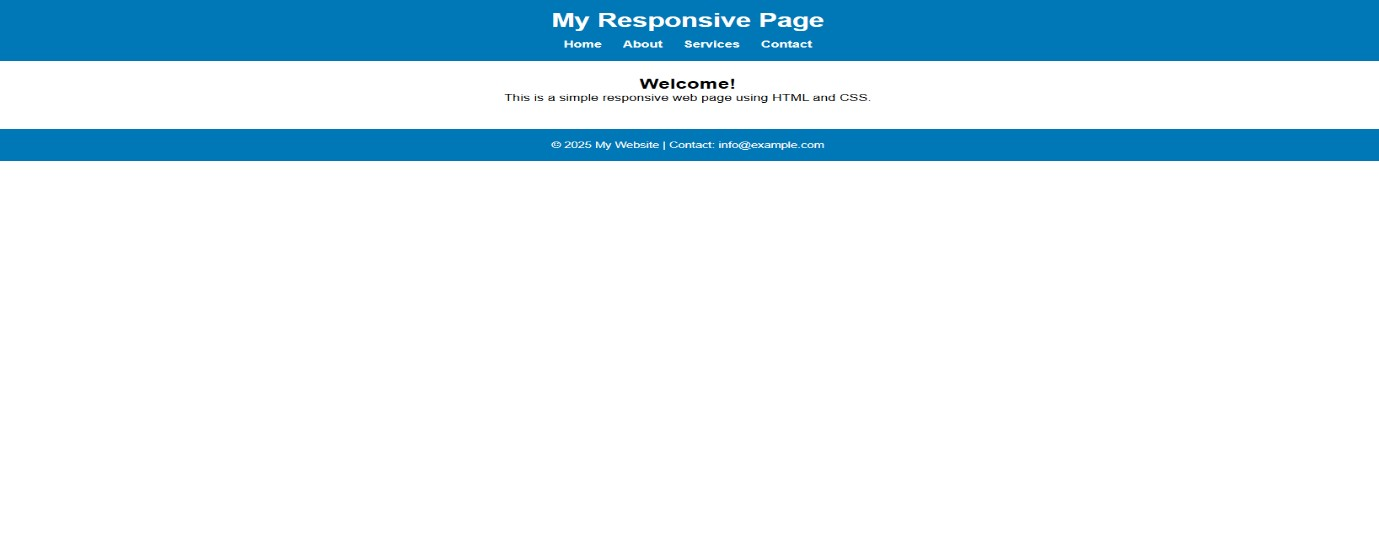 My Responsive Page
Home About Services Contact
Welcome!
This is a simple responsive web page using HTML and CSS.
© 2025 My Website | Contact: info@example.com